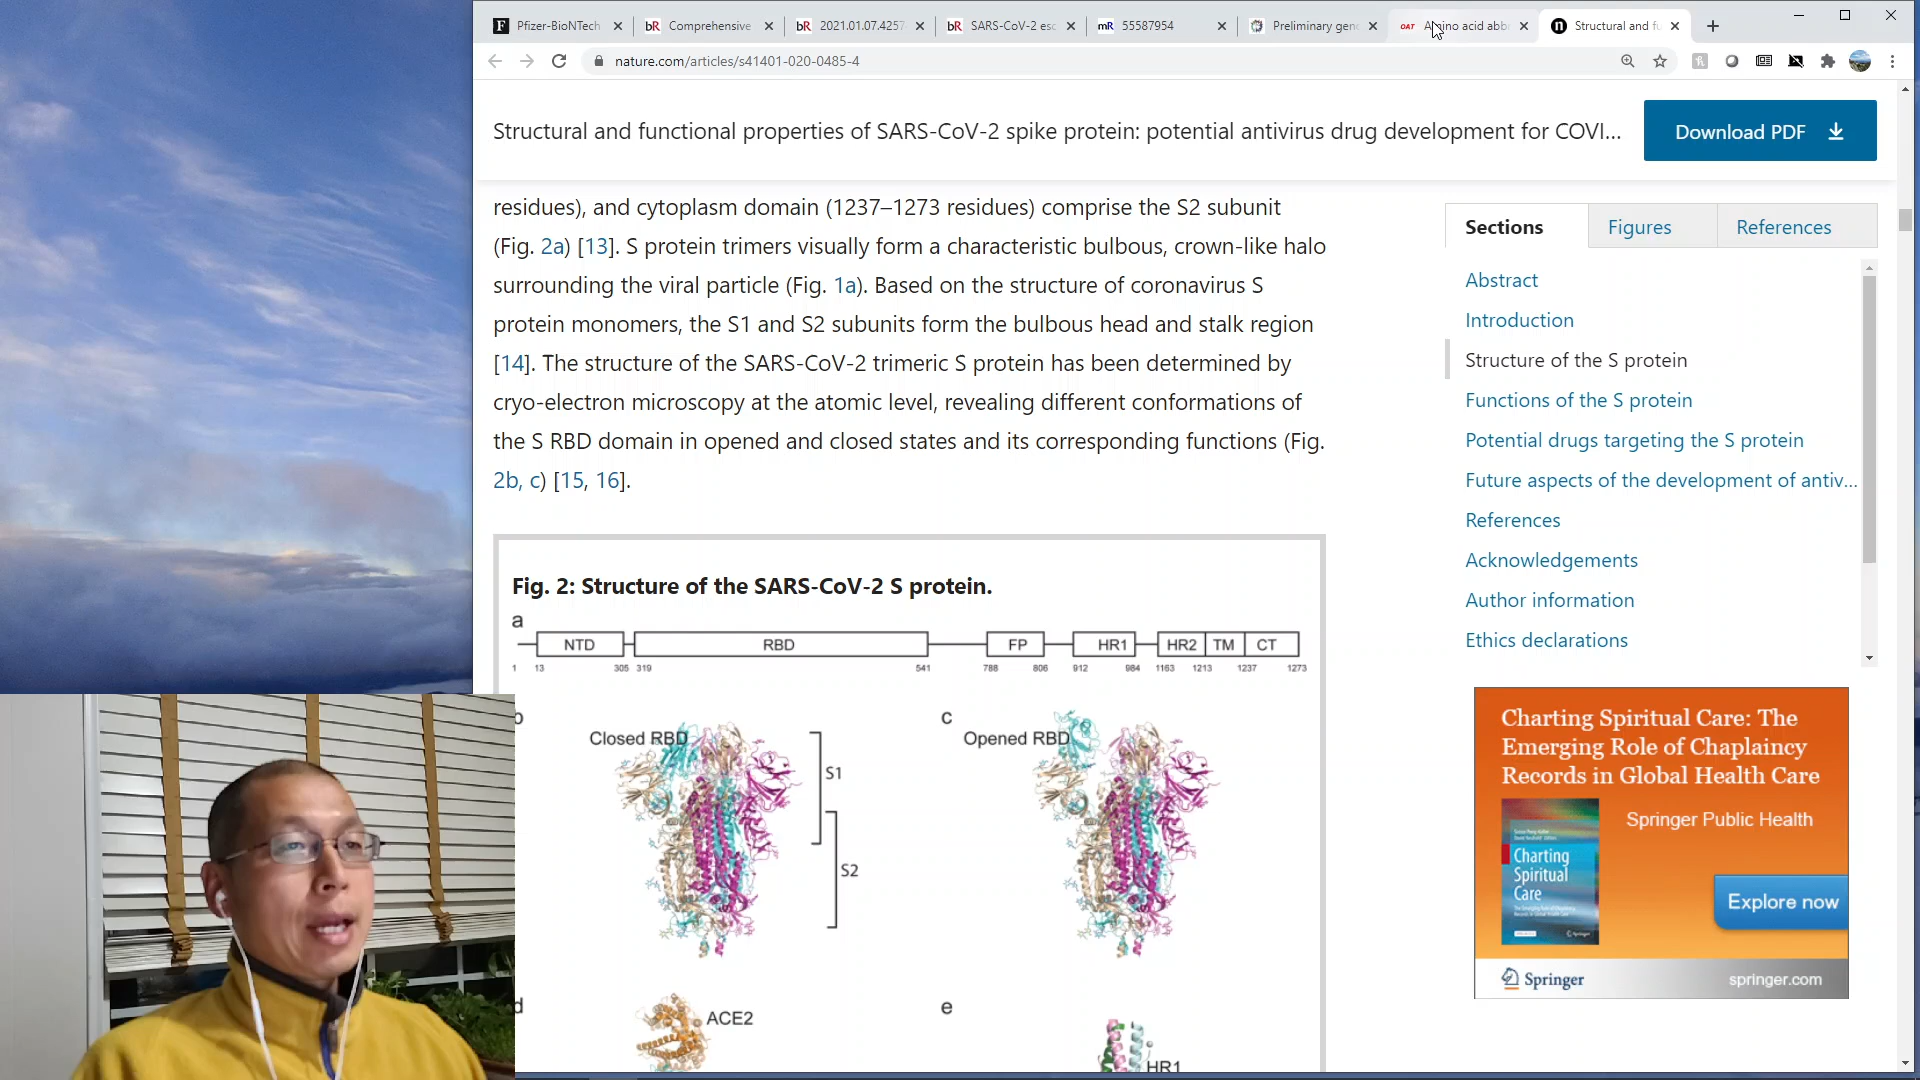 Pfizer-BioNTech
bR Comprehensive
bR 2021.01.07.4257
bR SARS-CoV-2 esc
mR 55587954
Preliminary geno
OAT Amino acid abb
n Structural and fu
nature.com/articles/s41401-020-0485-4
Structural and functional properties of SARS-CoV-2 spike protein: potential antivirus drug development for COVI...
Download PDF
residues), and cytoplasm domain (1237–1273 residues) comprise the S2 subunit
(Fig. 2a) [13]. S protein trimers visually form a characteristic bulbous, crown-like halo
surrounding the viral particle (Fig. 1a). Based on the structure of coronavirus S
protein monomers, the S1 and S2 subunits form the bulbous head and stalk region
[14]. The structure of the SARS-CoV-2 trimeric S protein has been determined by
cryo-electron microscopy at the atomic level, revealing different conformations of
the S RBD domain in opened and closed states and its corresponding functions (Fig.
2b, c) [15, 16].
Sections Figures References
Abstract
Introduction
Structure of the S protein
Functions of the S protein
Potential drugs targeting the S protein
Future aspects of the development of antiv...
References
Acknowledgements
Author information
Ethics declarations
Fig. 2: Structure of the SARS-CoV-2 S protein.
a
NTD RBD FP HR1 HR2 TM CT
1 13 305 319 541 788 806 912 984 1163 1213 1237 1273
b c
Closed RBD Opened RBD
S1
S2
d e
ACE2
HR1
Charting Spiritual Care: The
Emerging Role of Chaplaincy
Records in Global Health Care
Springer Public Health
Charting
Spiritual
Care
Explore now
Springer springer.com